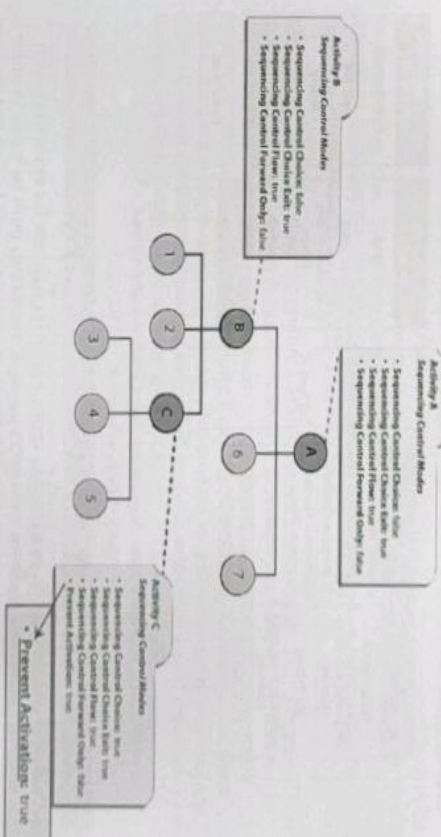 Activity A
Sequencing Control Modes
• Sequencing Control Choice: false
• Sequencing Control Choice Exit: true
• Sequencing Control Flow: true
• Sequencing Control Forward Only: false
Activity B
Sequencing Control Modes
• Sequencing Control Choice: false
• Sequencing Control Choice Exit: true
• Sequencing Control Flow: true
• Sequencing Control Forward Only: false
A
B
6
7
1
2
C
3
4
5
Activity C
Sequencing Control Modes
• Sequencing Control Choice: true
• Sequencing Control Choice Exit: true
• Sequencing Control Flow: true
• Sequencing Control Forward Only: false
• Prevent Activation: true
• Prevent Activation: true